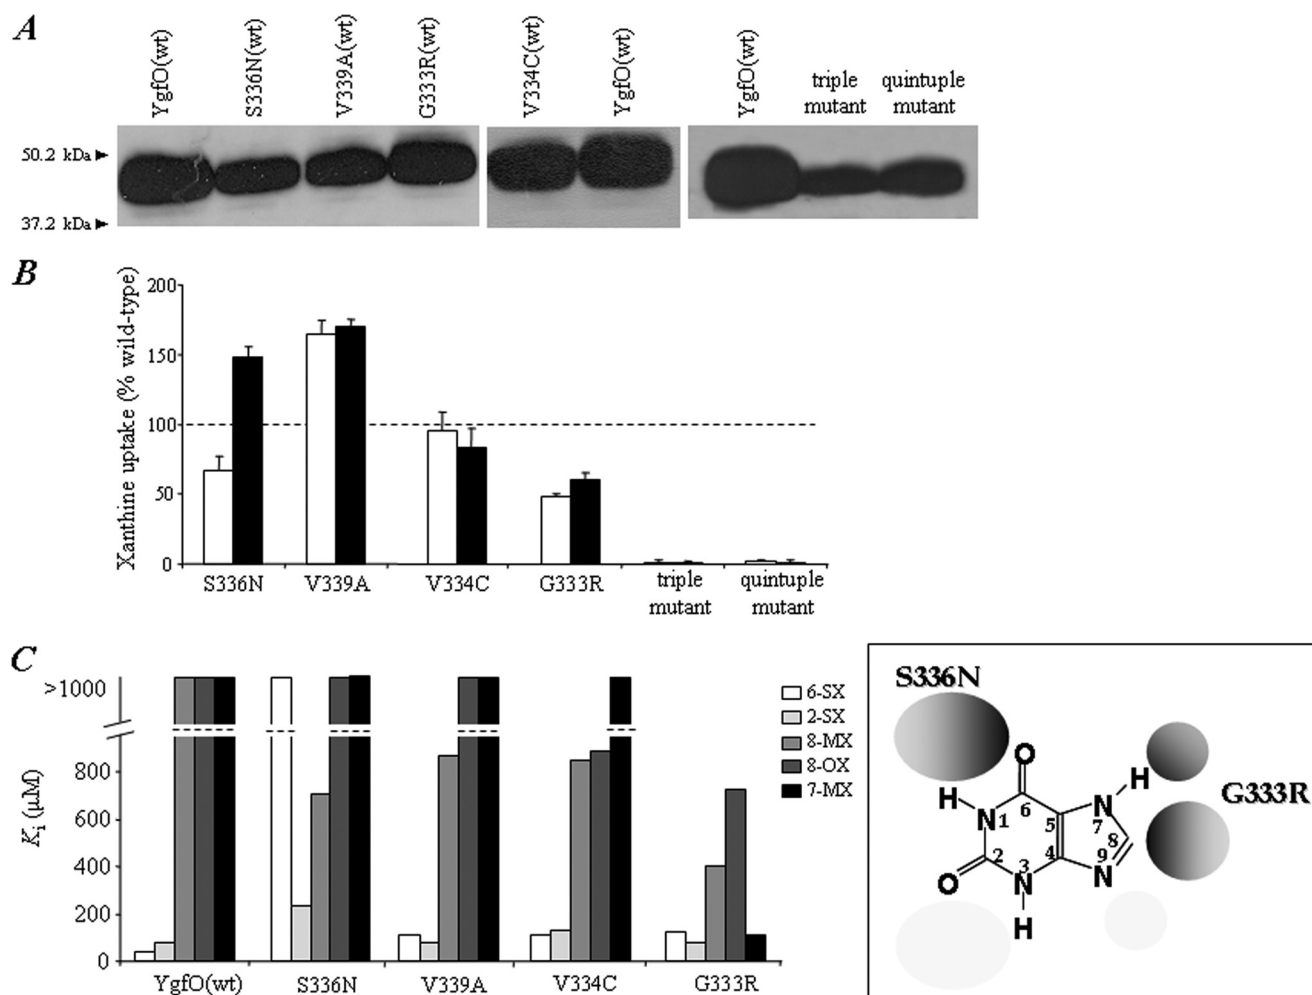 A
YgfO(wt)
S336N(wt)
V339A(wt)
G333R(wt)
V334C(wt)
YgfO(wt)
YgfO(wt)
triple
mutant
quintuple
mutant
50.2 kDa
37.2 kDa
B
Xanthine uptake (% wild-type)
200
150
100
50
0
S336N
V339A
V334C
G333R
triple
mutant
quintuple
mutant
C
Ki (µM)
>1000
800
600
400
200
0
YgfO(wt)
S336N
V339A
V334C
G333R
6-SX
2-SX
8-MX
8-OX
7-MX
S336N
G333R
O
H
H
N
1
6
5
N
7
8
2
3
4
9
O
N
N
H